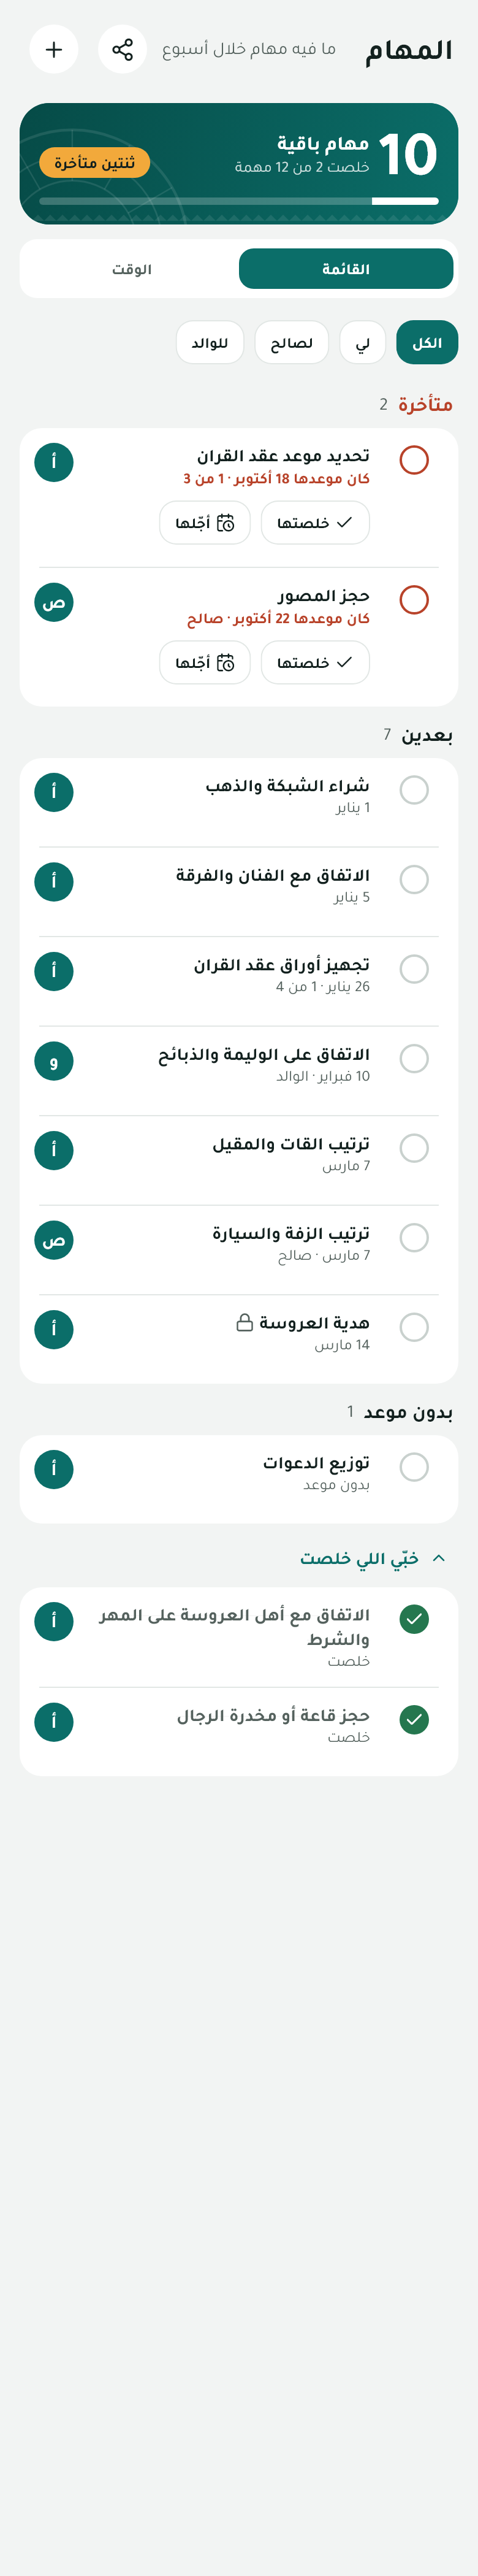 المهام
ما فيه مهام خلال أسبوع
10
مهام باقية
خلصت 2 من 12 مهمة
ثنتين متأخرة
القائمة
الوقت
الكل
لي
لصالح
للوالد
متأخرة 2
تحديد موعد عقد القران
أ
كان موعدها 18 أكتوبر · 1 من 3
خلصتها
أجّلها
حجز المصور
ص
كان موعدها 22 أكتوبر · صالح
خلصتها
أجّلها
بعدين 7
شراء الشبكة والذهب
أ
1 يناير
الاتفاق مع الفنان والفرقة
أ
5 يناير
تجهيز أوراق عقد القران
أ
26 يناير · 1 من 4
الاتفاق على الوليمة والذبائح
و
10 فبراير · الوالد
ترتيب القات والمقيل
أ
7 مارس
ترتيب الزفة والسيارة
ص
7 مارس · صالح
هدية العروسة
أ
14 مارس
بدون موعد 1
توزيع الدعوات
أ
بدون موعد
خبّي اللي خلصت
الاتفاق مع أهل العروسة على المهر
والشرط
أ
خلصت
حجز قاعة أو مخدرة الرجال
أ
خلصت